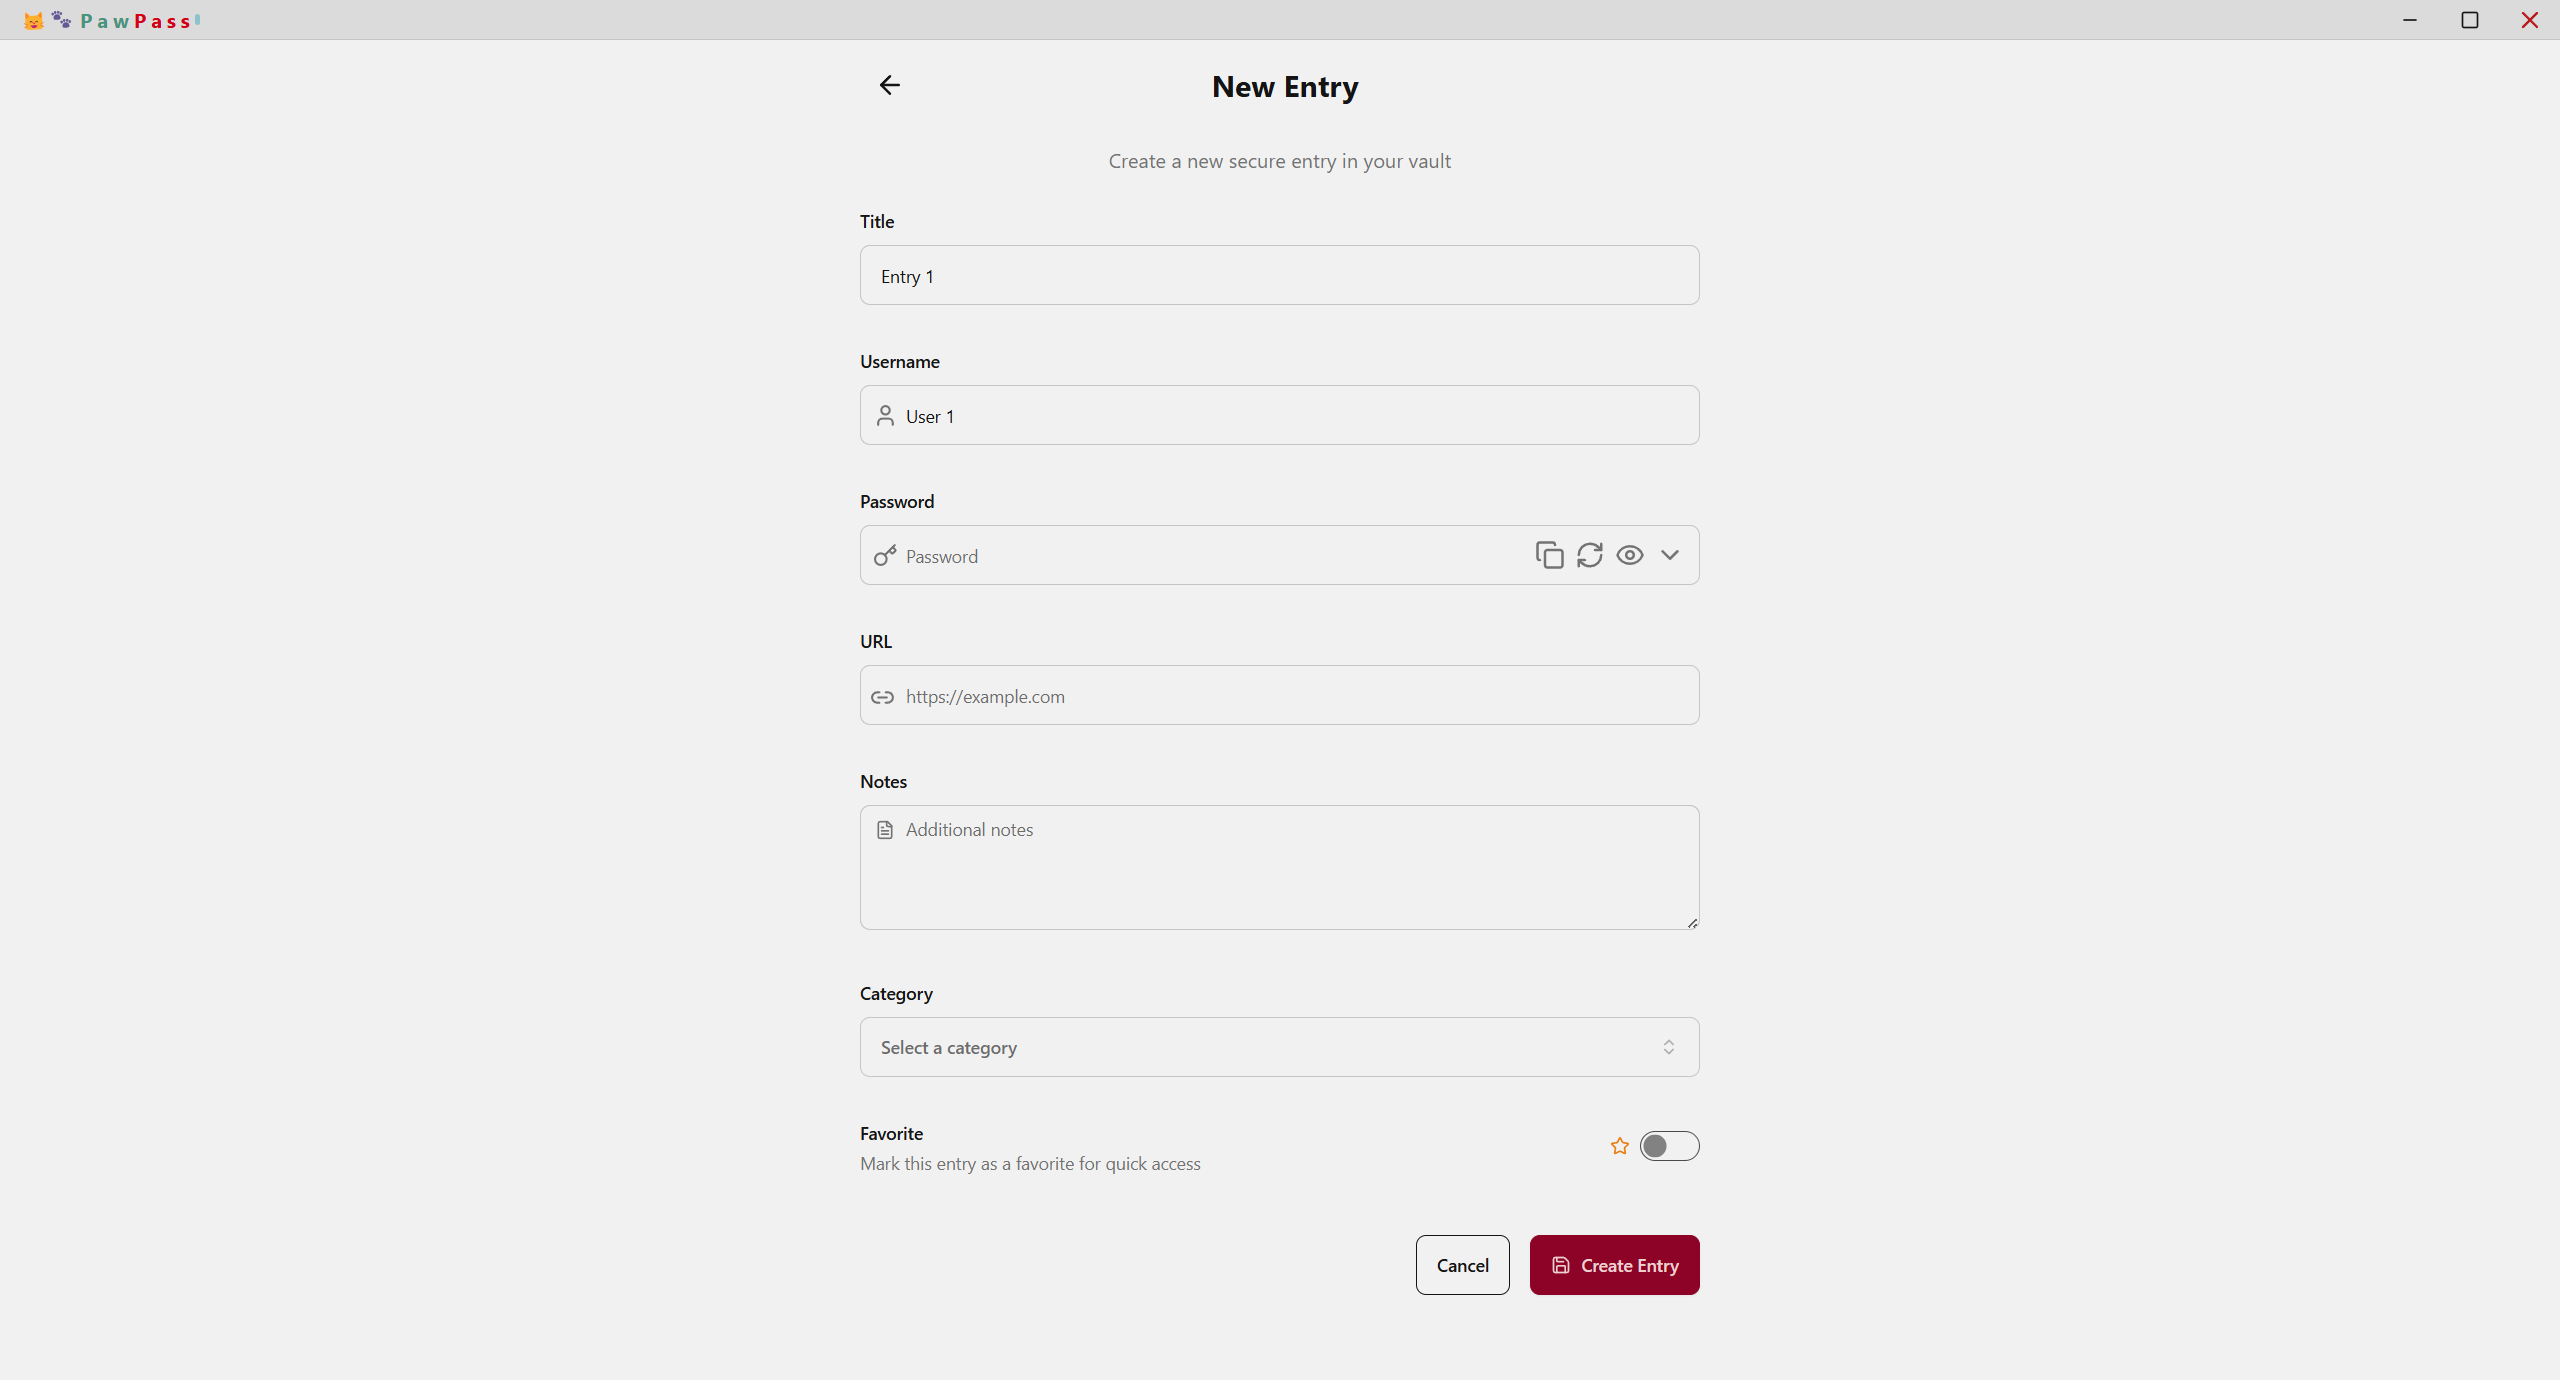 PawPass
New Entry
Create a new secure entry in your vault
Title
Entry 1
Username
User 1
Password
Password
URL
https://example.com
Notes
Additional notes
Category
Select a category
Favorite
Mark this entry as a favorite for quick access
Cancel
Create Entry